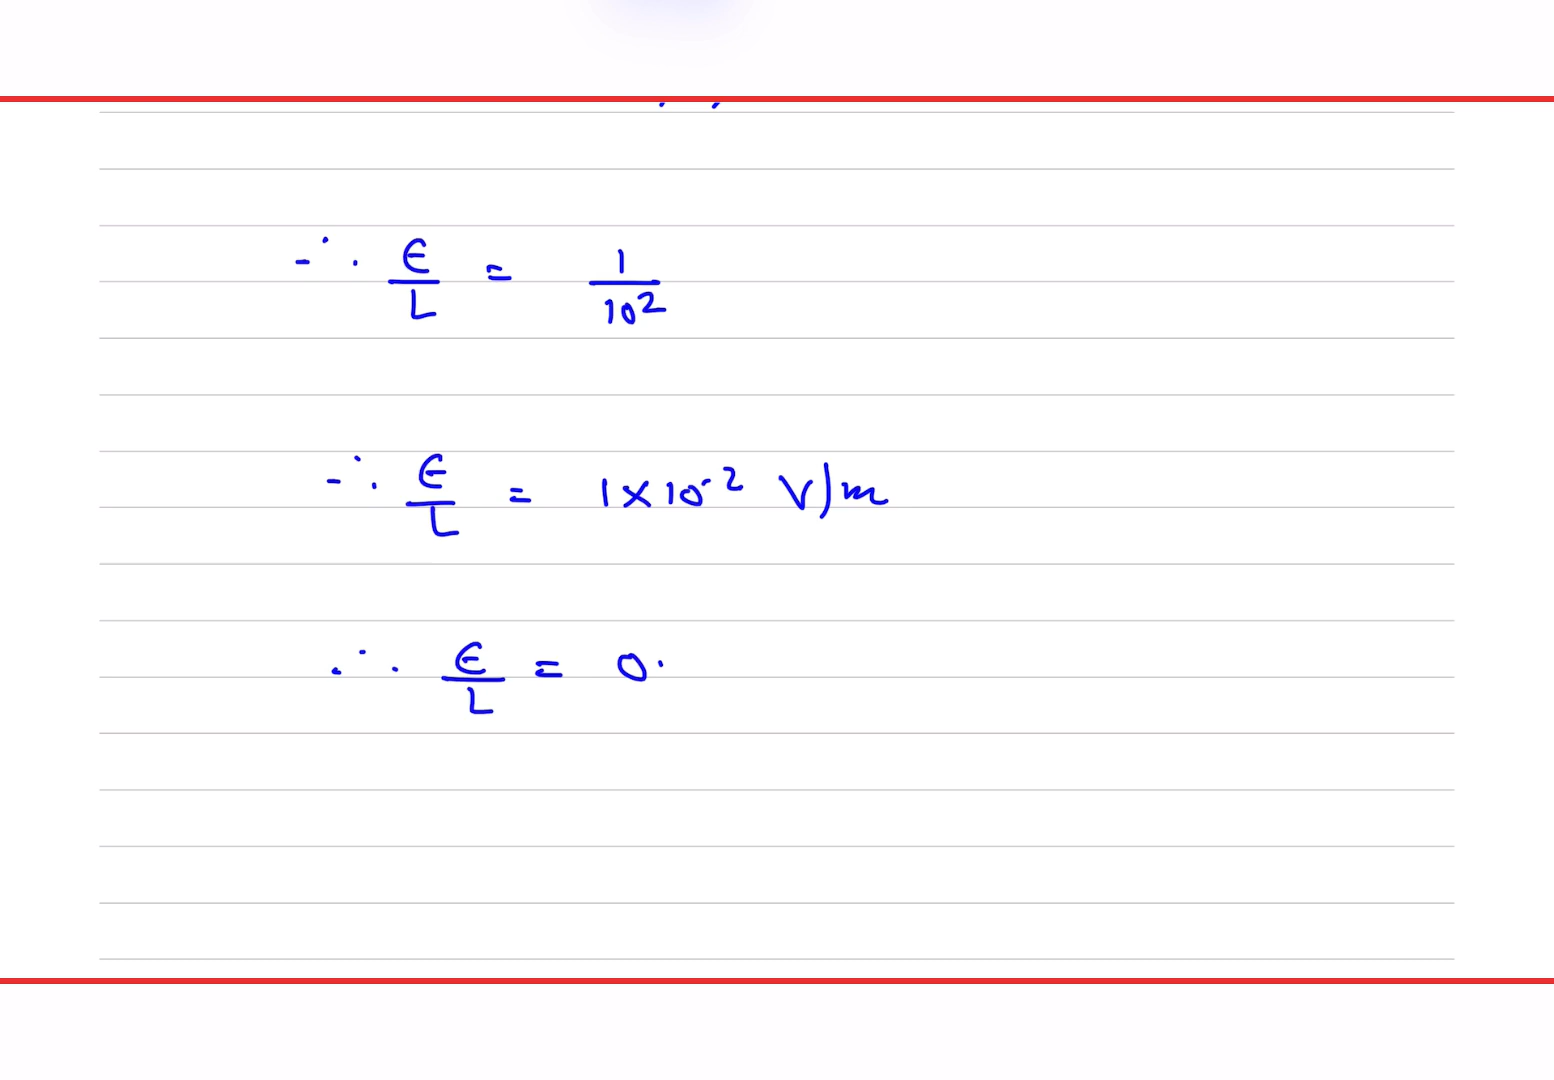 ∴ E/L = 1/10²
∴ E/L = 1×10⁻² V/m
∴ E/L = 0.